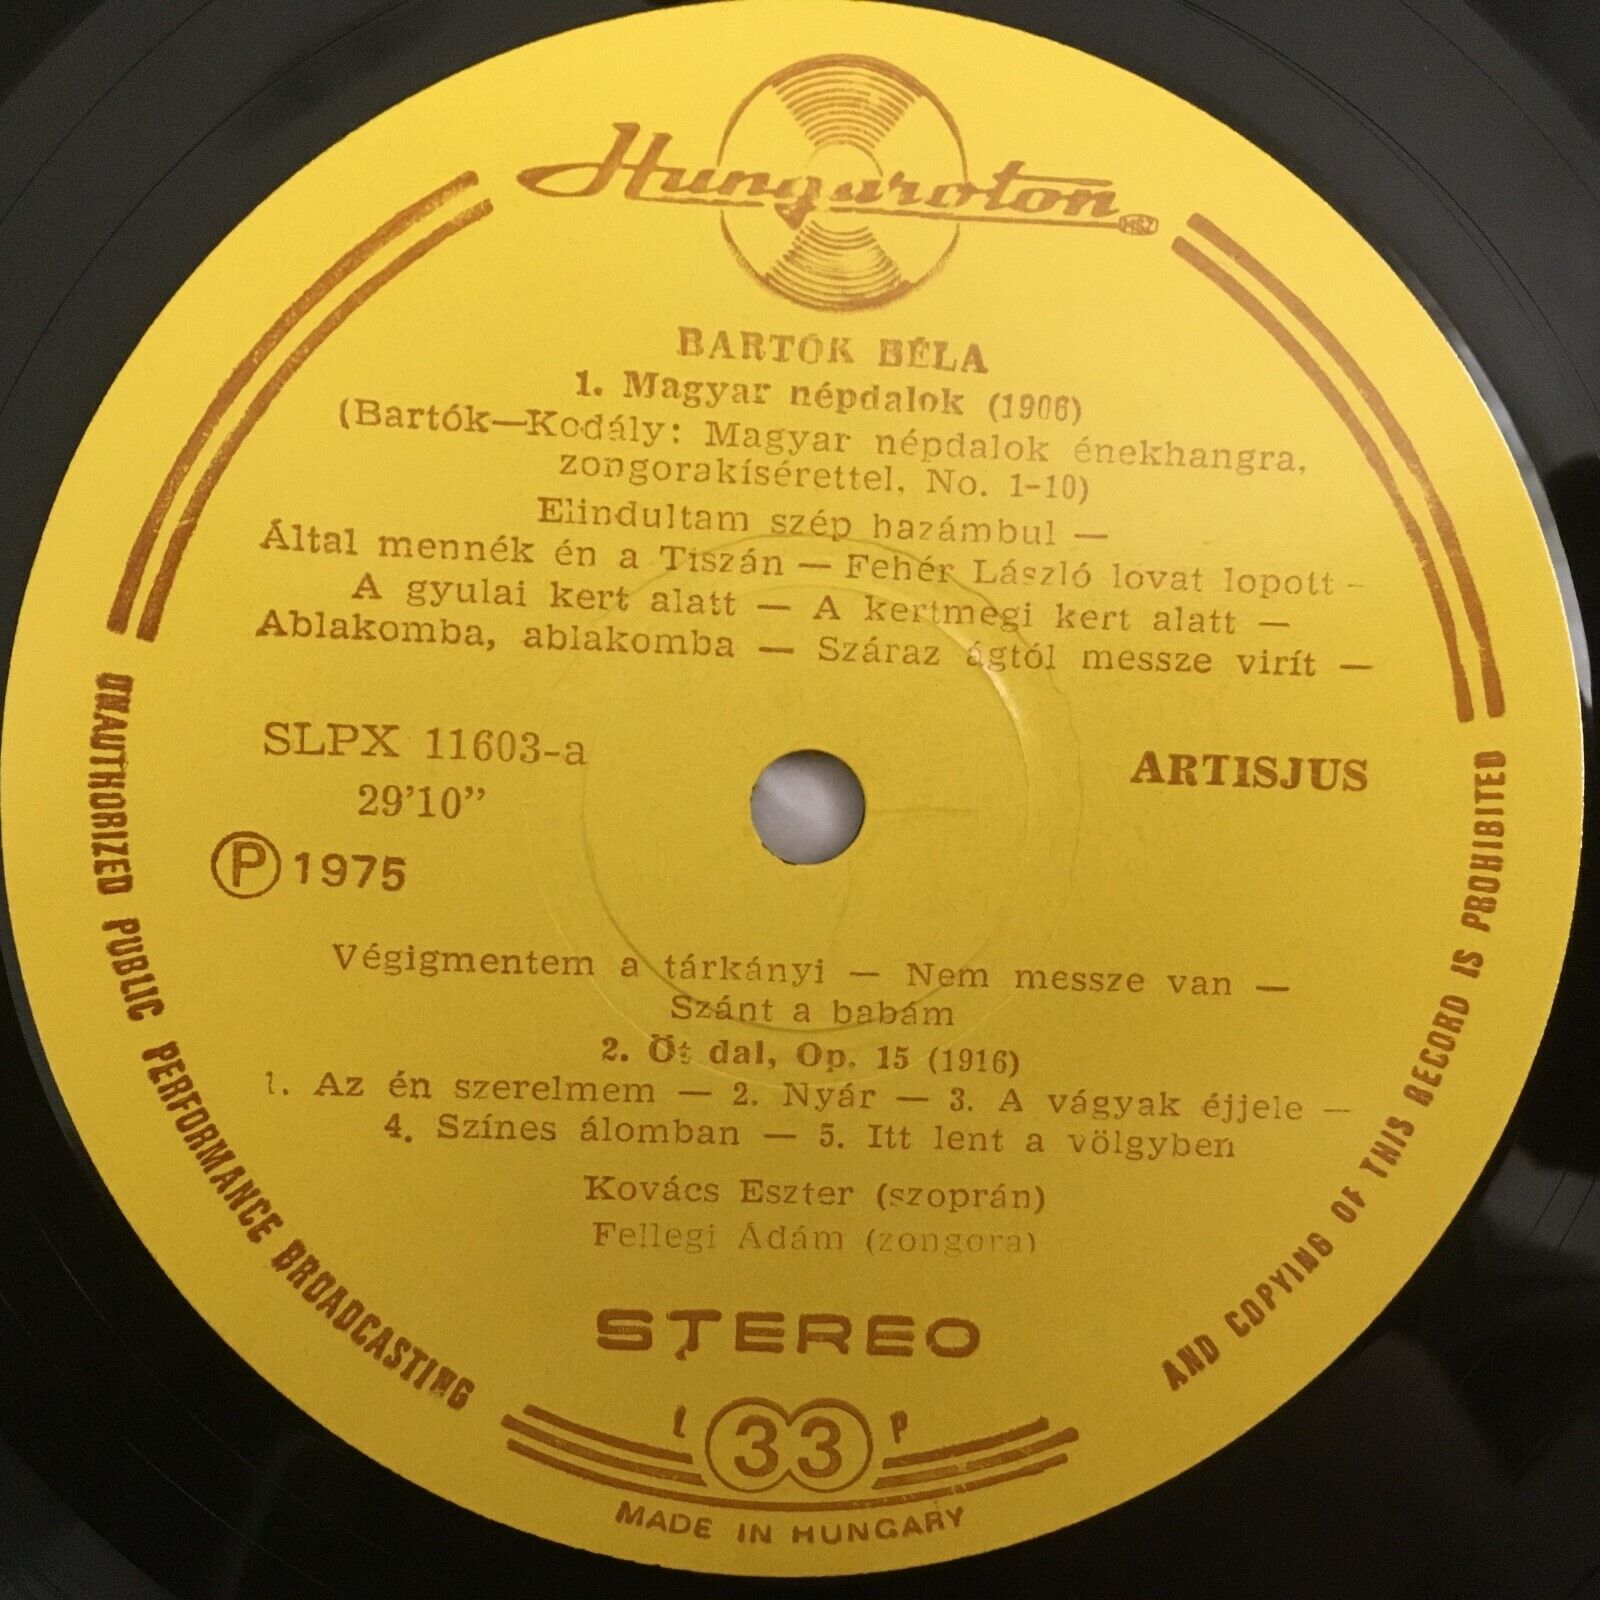 Hungaroton
BARTÓK BÉLA
1. Magyar népdalok (1906)
(Bartók—Kodály: Magyar népdalok énekhangra,
zongorakísérettel, No. 1-10)
Elindultam szép hazámbul —
Által mennék én a Tiszán — Fehér László lovat lopott -
A gyulai kert alatt — A kertmegi kert alatt —
Ablakomba, ablakomba — Száraz ágtól messze virít —
SLPX 11603-a
29'10"
ARTISJUS
Ⓟ 1975
Végigmentem a tárkányi — Nem messze van —
Szánt a babám
2. Öt dal, Op. 15 (1916)
1. Az én szerelmem — 2. Nyár — 3. A vágyak éjjele —
4. Színes álomban — 5. Itt lent a völgyben
Kovács Eszter (szoprán)
Fellegi Ádám (zongora)
STEREO
L 33 P
MADE IN HUNGARY
UNAUTHORIZED PUBLIC PERFORMANCE BROADCASTING
AND COPYING OF THIS RECORD IS PROHIBITED